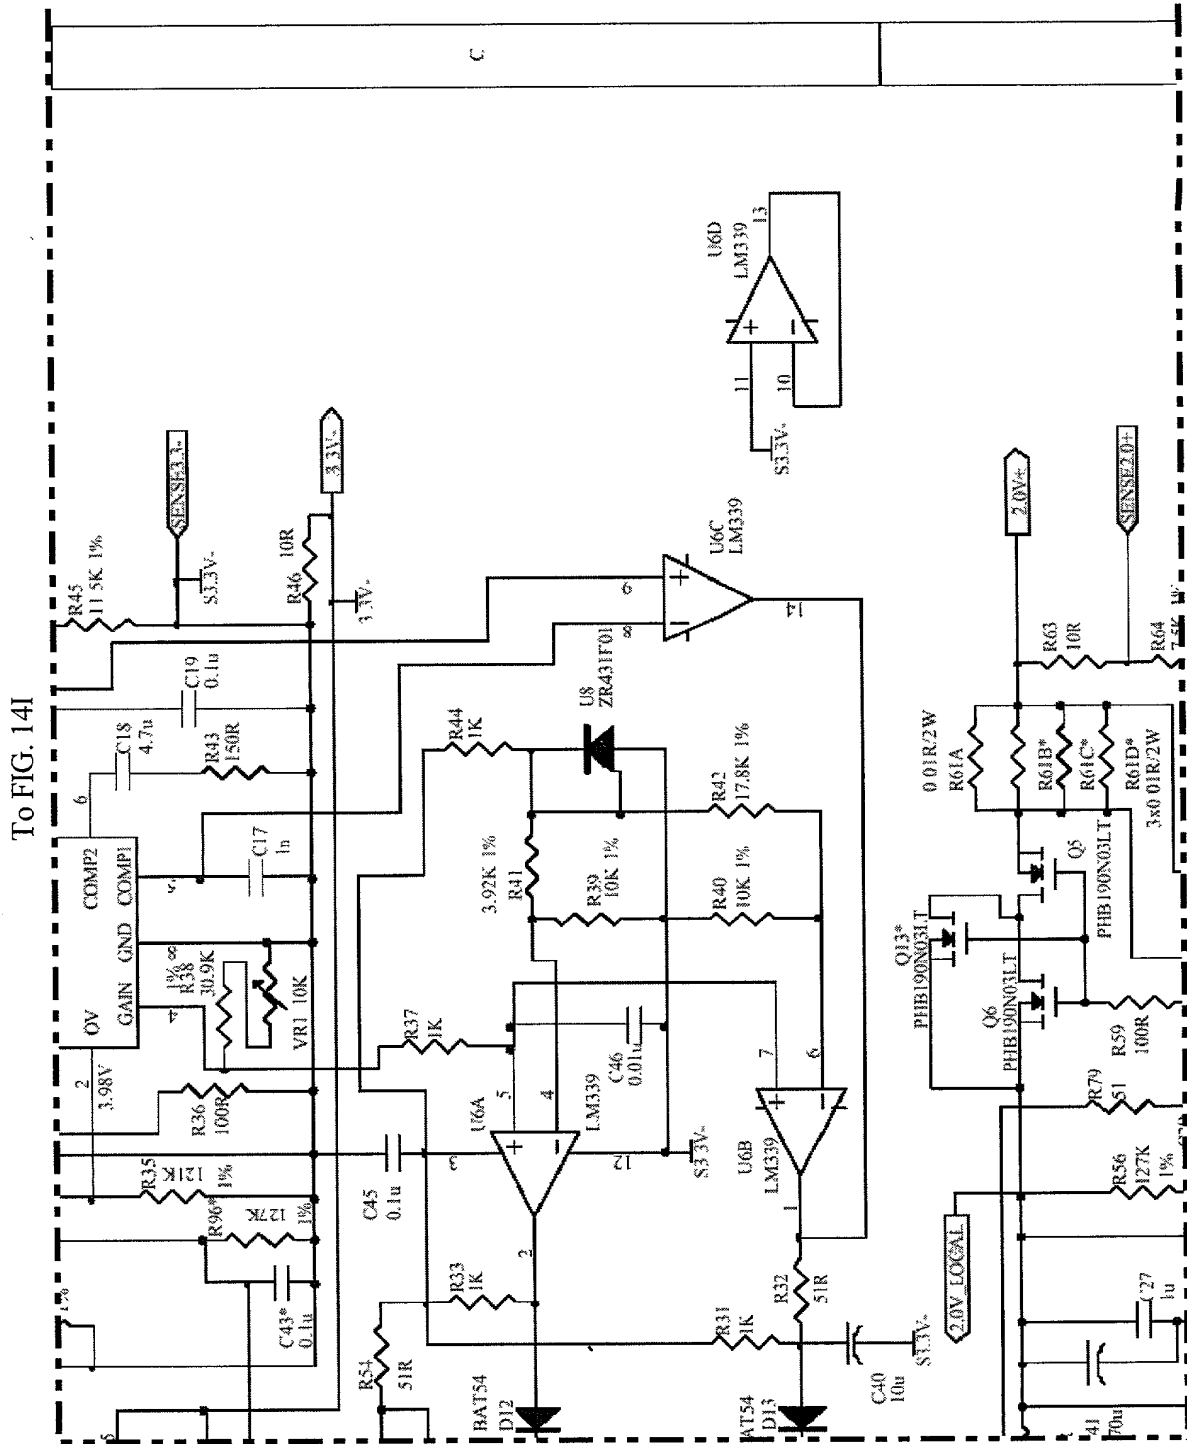 To FIG. 14I
C
R45
11.5K 1%
SENSE3.3-
S3.3V-
10R
R46
3.3V-
3.3V-
C19
0.1u
C18
4.7u
R43
150R
6
COMP2
COMP1
C17
1n
OV
GAIN
GND
8
4
1%
R38
30.9K
VR1 10K
2
3.98V
R36
100R
R35
121K
1%
R96*
127K
1%
C43*
0.1u
1%
C45
0.1u
R37
1K
R44
1K
U8
ZR431F01
3.92K 1%
R41
R39
10K 1%
R42
17.8K 1%
R40
10K 1%
U6A
LM339
5
4
3
12
2
C46
0.01u
S3.3V-
7
6
U6B
LM339
1
U6C
LM339
9
8
14
U6D
LM339
11
10
13
S3.3V-
R33
1K
R54
51R
BAT54
D12
R31
1K
R32
51R
D13
C40
10u
S3.3V-
2.0V_LOCAL
2.0V+
SENSE2.0+
R63
10R
R64
0.01R/2W
R61A
R61B*
R61C*
R61D*
3x0.01R/2W
Q5
PHB190N03LT
Q13*
PHB190N03LT
Q6
PHB190N03LT
R59
100R
R79
51
R56
127K
1%
C27
1u